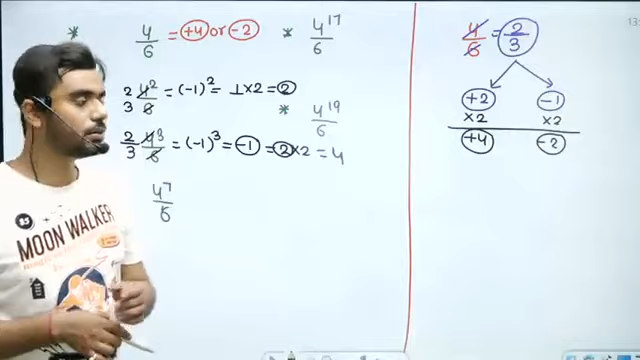 * 4/6 = +4 or -2 * 4^17/6
2/3 4^2/6 = (-1)^2 = 1×2 = 2
* 4^19/6
2/3 4^3/6 = (-1)^3 = -1 = 2×2 = 4
4^7/6
4/6 = 2/3
+2 -1
×2 ×2
+4 -2
MOON WALKER